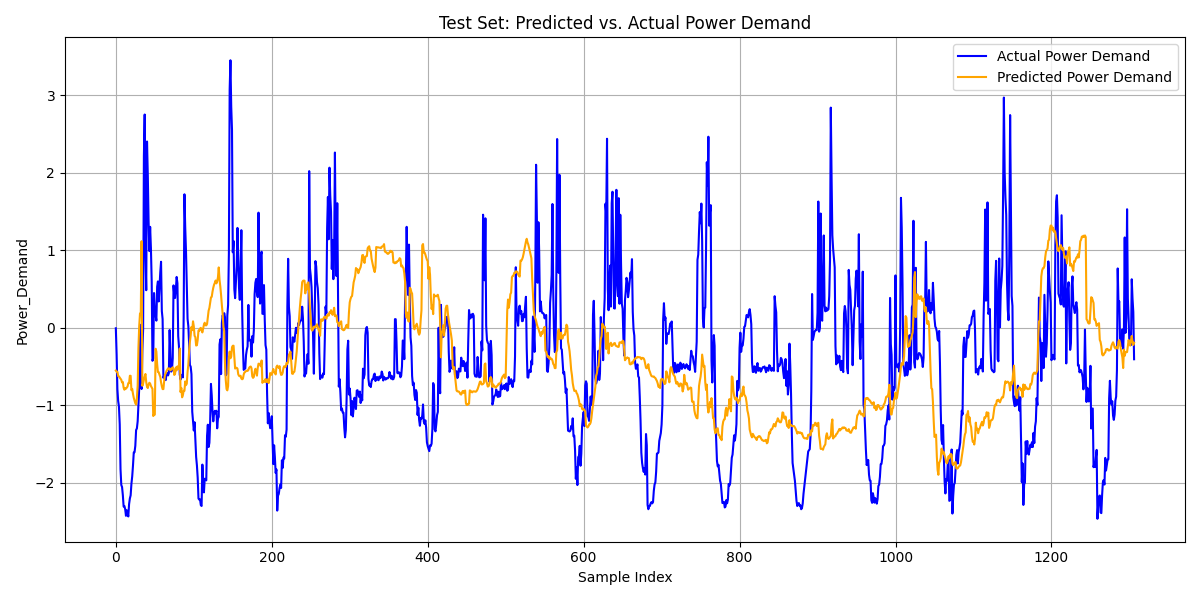 Test Set: Predicted vs. Actual Power Demand
Actual Power Demand
Predicted Power Demand
Power_Demand
3
2
1
0
−1
−2
0
200
400
600
800
1000
1200
Sample Index